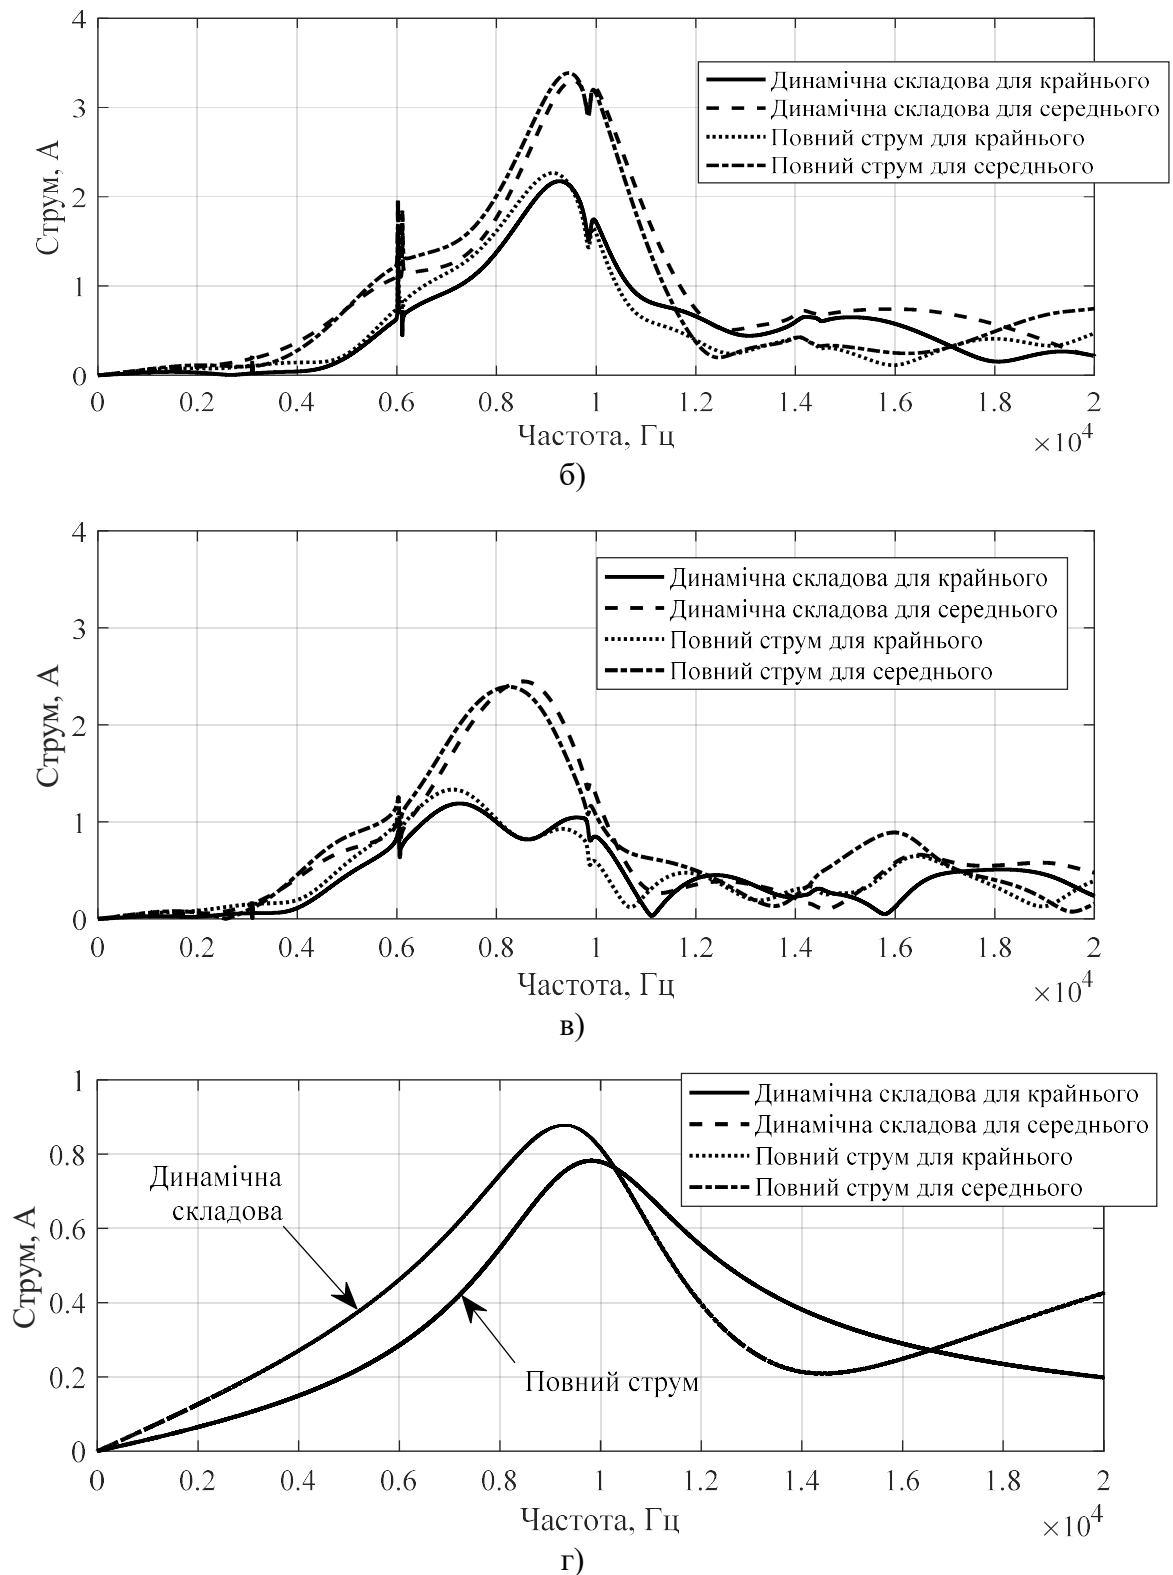 4
3
2
1
0
Струм, А
Динамічна складова для крайнього
Динамічна складова для середнього
Повний струм для крайнього
Повний струм для середнього
0 0.2 0.4 0.6 0.8 1 1.2 1.4 1.6 1.8 2
Частота, Гц
×10⁴
б)
4
3
2
1
0
Струм, А
Динамічна складова для крайнього
Динамічна складова для середнього
Повний струм для крайнього
Повний струм для середнього
0 0.2 0.4 0.6 0.8 1 1.2 1.4 1.6 1.8 2
Частота, Гц
×10⁴
в)
1
0.8
0.6
0.4
0.2
0
Струм, А
Динамічна складова для крайнього
Динамічна складова для середнього
Повний струм для крайнього
Повний струм для середнього
Динамічна
складова
Повний струм
0 0.2 0.4 0.6 0.8 1 1.2 1.4 1.6 1.8 2
Частота, Гц
×10⁴
г)